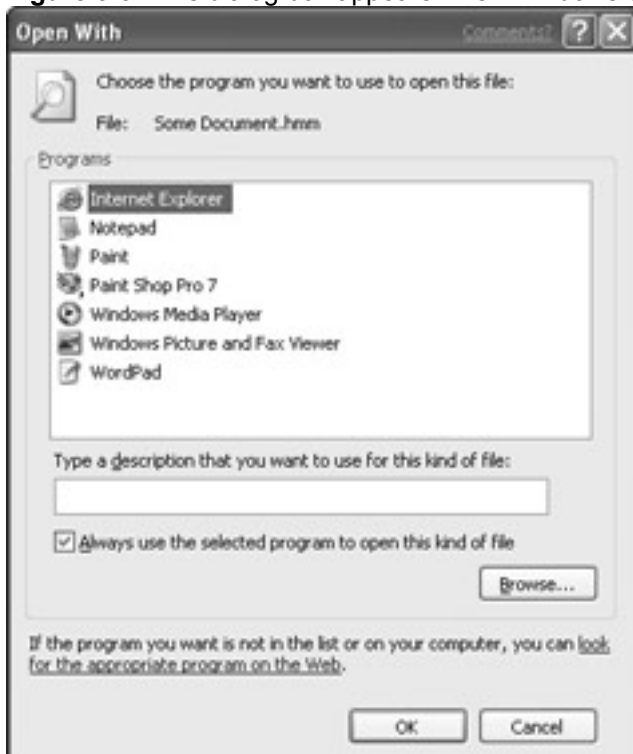 Open With
Comments?
Choose the program you want to use to open this file:
File: Some Document.hmm
Programs
Internet Explorer
Notepad
Paint
Paint Shop Pro 7
Windows Media Player
Windows Picture and Fax Viewer
WordPad
Type a description that you want to use for this kind of file:
Always use the selected program to open this kind of file
Browse...
If the program you want is not in the list or on your computer, you can look
for the appropriate program on the Web.
OK
Cancel